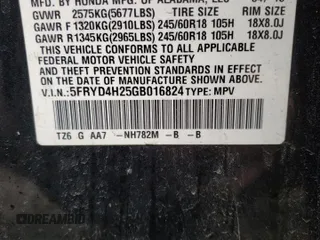 BY HONDA MFG. OF ALABAMA, LLC
GVWR 2575KG(5677LBS) TIRE SIZE RIM SIZE
GAWR F 1320KG(2910LBS) 245/60R18 105H 18X8.0J
GAWR R 1345KG(2965LBS) 245/60R18 105H 18X8.0J
THIS VEHICLE CONFORMS TO ALL APPLICABLE
FEDERAL MOTOR VEHICLE SAFETY AND
THEFT PREVENTION STANDARDS IN EFFECT
ON THE DATE OF MANUFACTURE SHOWN ABOVE.
V.I.N.:5FRYD4H25GB016824 TYPE: MPV
TZ6 G AA7 -NH782M -B -B
DREAMBID